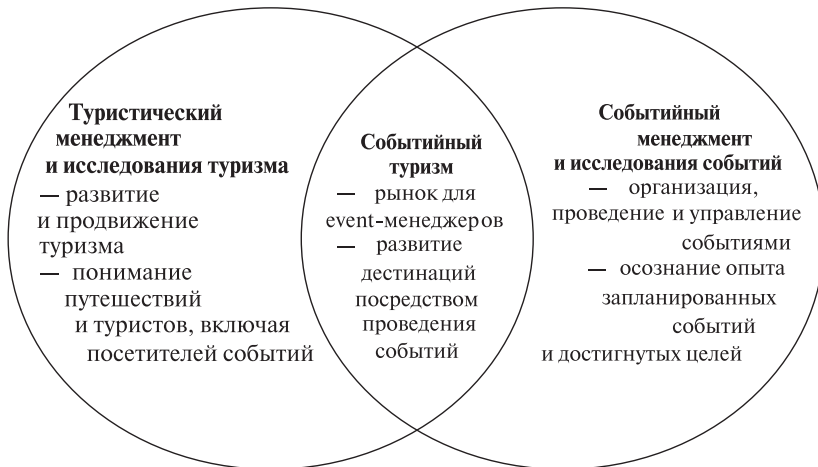 Туристический
менеджмент
и исследования туризма
— развитие
и продвижение
туризма
— понимание
путешествий
и туристов, включая
посетителей событий
Событийный
туризм
— рынок для
event-менеджеров
— развитие
дестинаций
посредством
проведения
событий
Событийный
менеджмент
и исследования событий
— организация,
проведение и управление
событиями
— осознание опыта
запланированных
событий
и достигнутых целей